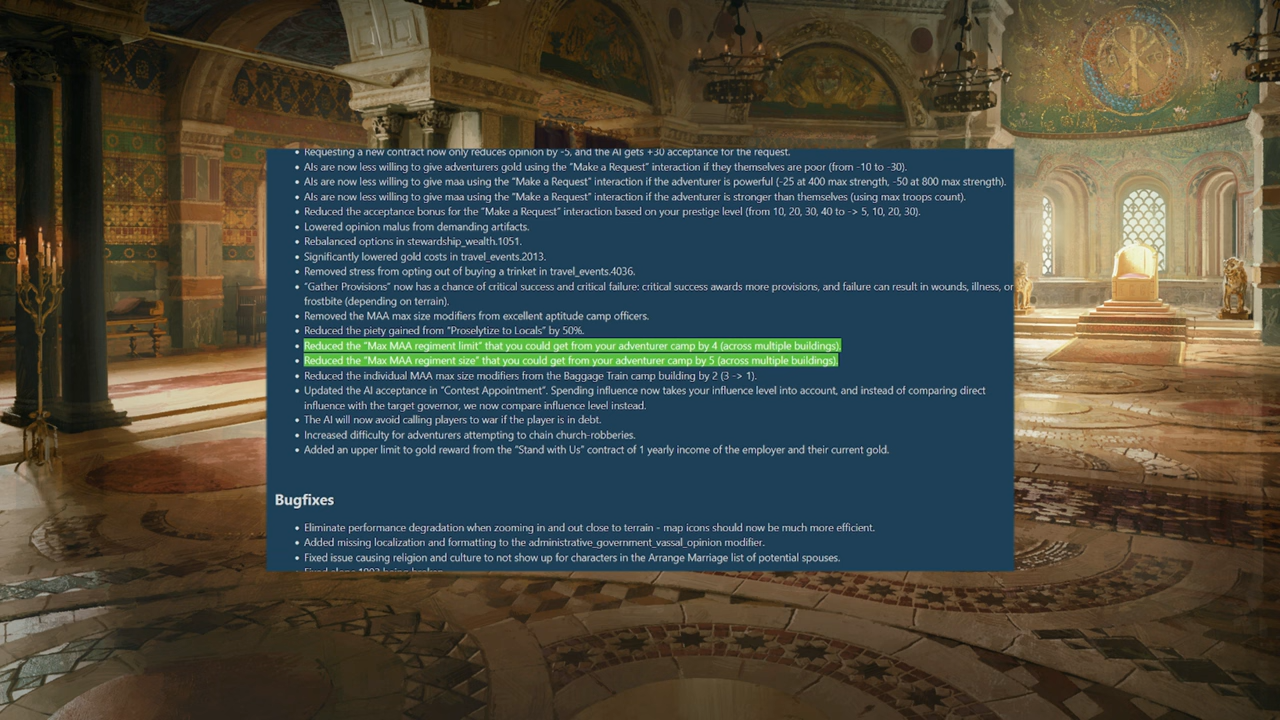 Requesting a new contract now only reduces opinion by -5, and the AI gets +30 acceptance for the request.
• AIs are now less willing to give adventurers gold using the "Make a Request" interaction if they themselves are poor (from -10 to -30).
• AIs are now less willing to give maa using the "Make a Request" interaction if the adventurer is powerful (-25 at 400 max strength, -50 at 800 max strength).
• AIs are now less willing to give maa using the "Make a Request" interaction if the adventurer is stronger than themselves (using max troops count).
• Reduced the acceptance bonus for the "Make a Request" interaction based on your prestige level (from 10, 20, 30, 40 to -> 5, 10, 20, 30).
• Lowered opinion malus from demanding artifacts.
• Rebalanced options in stewardship_wealth.1051.
• Significantly lowered gold costs in travel_events.2013.
• Removed stress from opting out of buying a trinket in travel_events.4036.
• "Gather Provisions" now has a chance of critical success and critical failure: critical success awards more provisions, and failure can result in wounds, illness, or
frostbite (depending on terrain).
• Removed the MAA max size modifiers from excellent aptitude camp officers.
• Reduced the piety gained from "Proselytize to Locals" by 50%.
• Reduced the "Max MAA regiment limit" that you could get from your adventurer camp by 4 (across multiple buildings).
• Reduced the "Max MAA regiment size" that you could get from your adventurer camp by 5 (across multiple buildings).
• Reduced the individual MAA max size modifiers from the Baggage Train camp building by 2 (3 -> 1).
• Updated the AI acceptance in "Contest Appointment". Spending influence now takes your influence level into account, and instead of comparing direct
influence with the target governor, we now compare influence level instead.
• The AI will now avoid calling players to war if the player is in debt.
• Increased difficulty for adventurers attempting to chain church-robberies.
• Added an upper limit to gold reward from the "Stand with Us" contract of 1 yearly income of the employer and their current gold.
Bugfixes
• Eliminate performance degradation when zooming in and out close to terrain - map icons should now be much more efficient.
• Added missing localization and formatting to the administrative_government_vassal_opinion modifier.
• Fixed issue causing religion and culture to not show up for characters in the Arrange Marriage list of potential spouses.